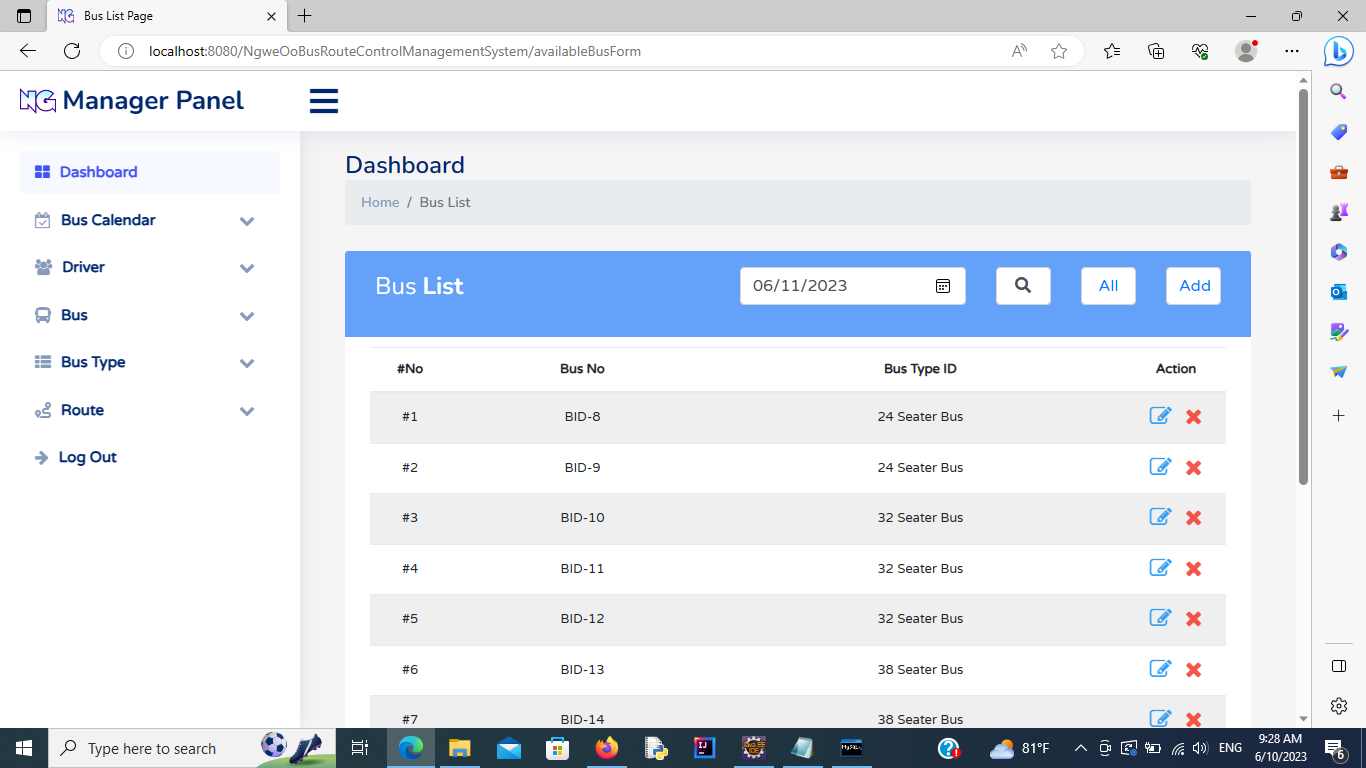 Bus List Page
localhost:8080/NgweOoBusRouteControlManagementSystem/availableBusForm
NG Manager Panel
Dashboard
Bus Calendar
Driver
Bus
Bus Type
Route
Log Out
Dashboard
Home / Bus List
Bus List 06/11/2023 All Add
#No Bus No Bus Type ID Action
#1 BID-8 24 Seater Bus
#2 BID-9 24 Seater Bus
#3 BID-10 32 Seater Bus
#4 BID-11 32 Seater Bus
#5 BID-12 32 Seater Bus
#6 BID-13 38 Seater Bus
#7 BID-14 38 Seater Bus
Type here to search
81°F
ENG
9:28 AM
6/10/2023
6